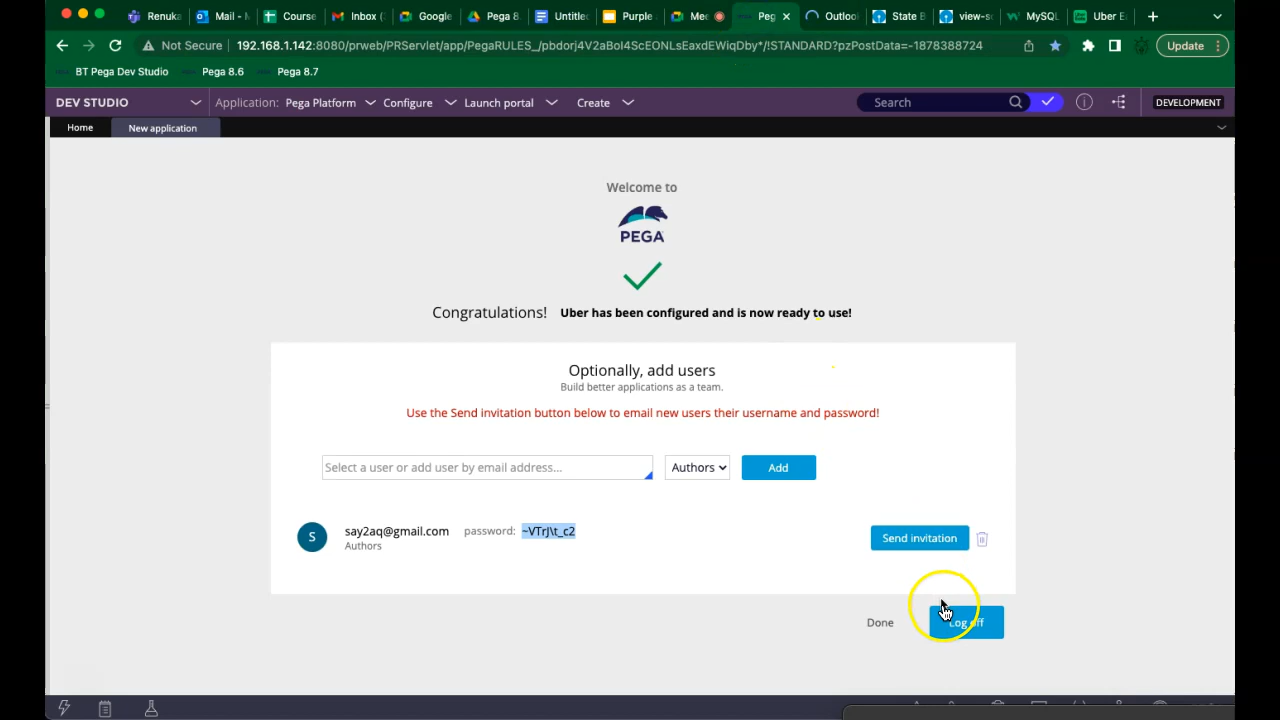 Renuka
Mail -
Course
Inbox (
Google
Pega 8.
Untitle
Purple
Mee
Peg
Outloo
State B
view-s
MySQL
Uber Ea
Not Secure
192.168.1.142:8080/prweb/PRServlet/app/PegaRULES_/pbdorj4V2aBoI4ScEONLsEaxdEWiqDby*/!STANDARD?pzPostData=-1878388724
Update
BT Pega Dev Studio
Pega 8.6
Pega 8.7
DEV STUDIO
Application: Pega Platform
Configure
Launch portal
Create
Search
DEVELOPMENT
Home
New application
Welcome to
PEGA
Congratulations! Uber has been configured and is now ready to use!
Optionally, add users
Build better applications as a team.
Use the Send invitation button below to email new users their username and password!
Select a user or add user by email address...
Authors
Add
S
say2aq@gmail.com password: ~VTrJ\t_c2
Authors
Send invitation
Done
Log off